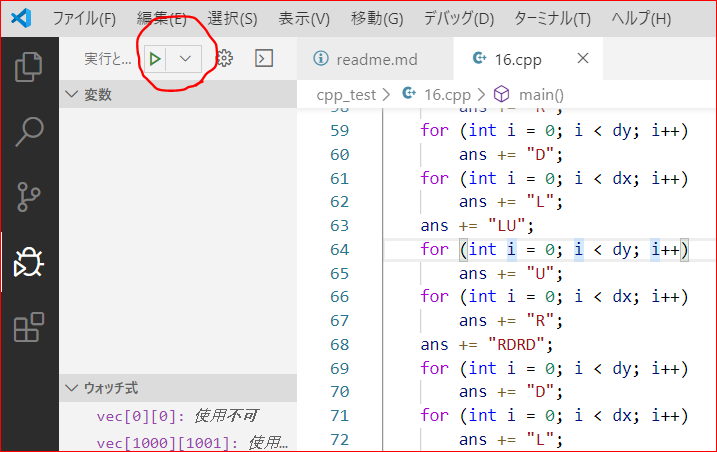 ファイル(F) 編集(E) 選択(S) 表示(V) 移動(G) デバッグ(D) ターミナル(T) ヘルプ(H)
実行と...
readme.md
16.cpp
cpp_test > 16.cpp > main()
変数
58 ans += "R";
59 for (int i = 0; i < dy; i++)
60 ans += "D";
61 for (int i = 0; i < dx; i++)
62 ans += "L";
63 ans += "LU";
64 for (int i = 0; i < dy; i++)
65 ans += "U";
66 for (int i = 0; i < dx; i++)
67 ans += "R";
68 ans += "RDRD";
69 for (int i = 0; i < dy; i++)
70 ans += "D";
71 for (int i = 0; i < dx; i++)
72 ans += "L";
ウォッチ式
vec[0][0]: 使用不可
vec[1000][1001]: 使用...